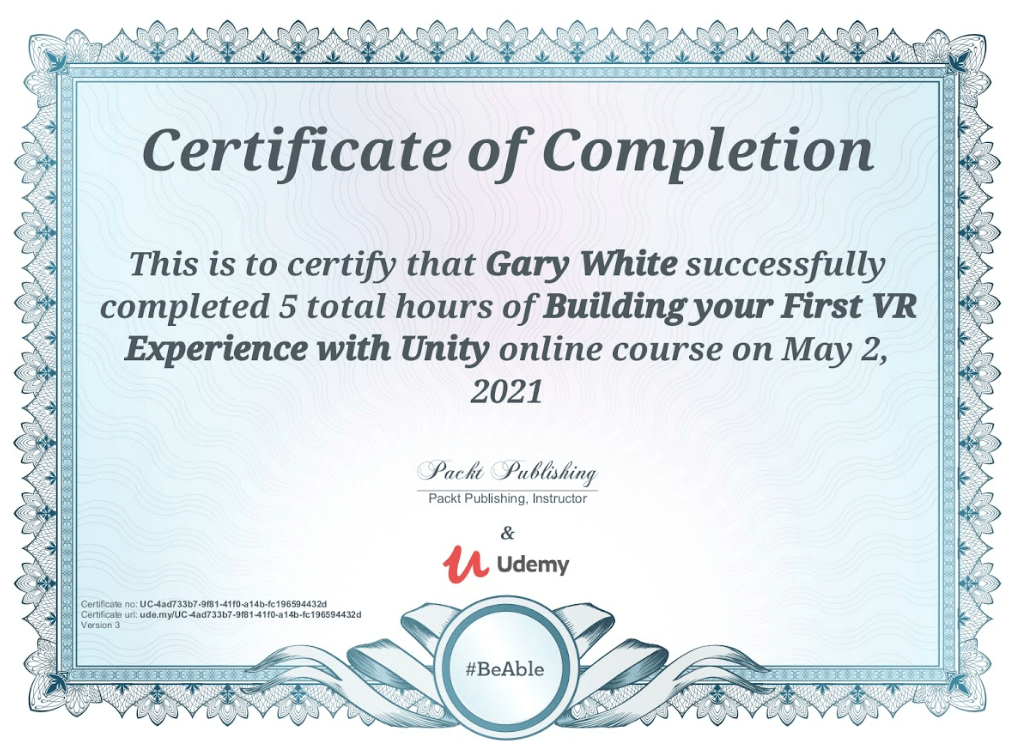 Certificate of Completion
This is to certify that Gary White successfully
completed 5 total hours of Building your First VR
Experience with Unity online course on May 2,
2021
Packt Publishing
Packt Publishing, Instructor
&
Udemy
Certificate no: UC-4ad733b7-9f81-41f0-a14b-fc196594432d
Certificate url: ude.my/UC-4ad733b7-9f81-41f0-a14b-fc196594432d
Version 3
#BeAble